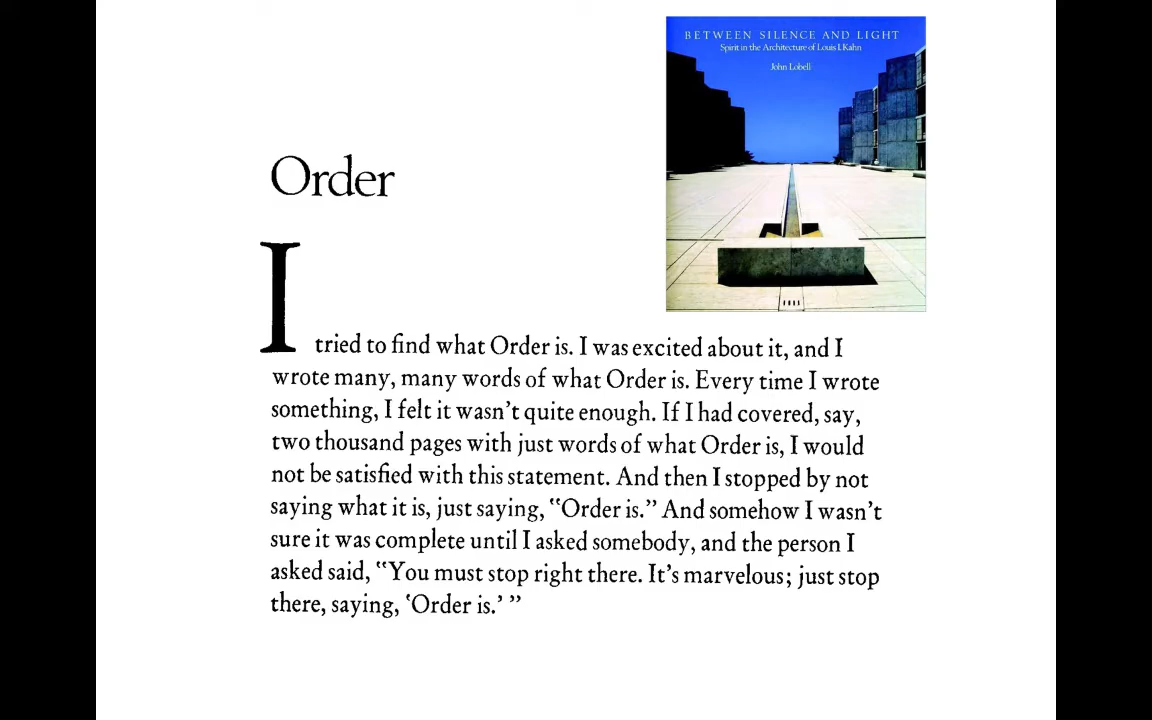 BETWEEN SILENCE AND LIGHT
Spirit in the Architecture of Louis I. Kahn
John Lobell
Order
I tried to find what Order is. I was excited about it, and I
wrote many, many words of what Order is. Every time I wrote
something, I felt it wasn't quite enough. If I had covered, say,
two thousand pages with just words of what Order is, I would
not be satisfied with this statement. And then I stopped by not
saying what it is, just saying, “Order is.” And somehow I wasn't
sure it was complete until I asked somebody, and the person I
asked said, “You must stop right there. It's marvelous; just stop
there, saying, ‘Order is.’ ”